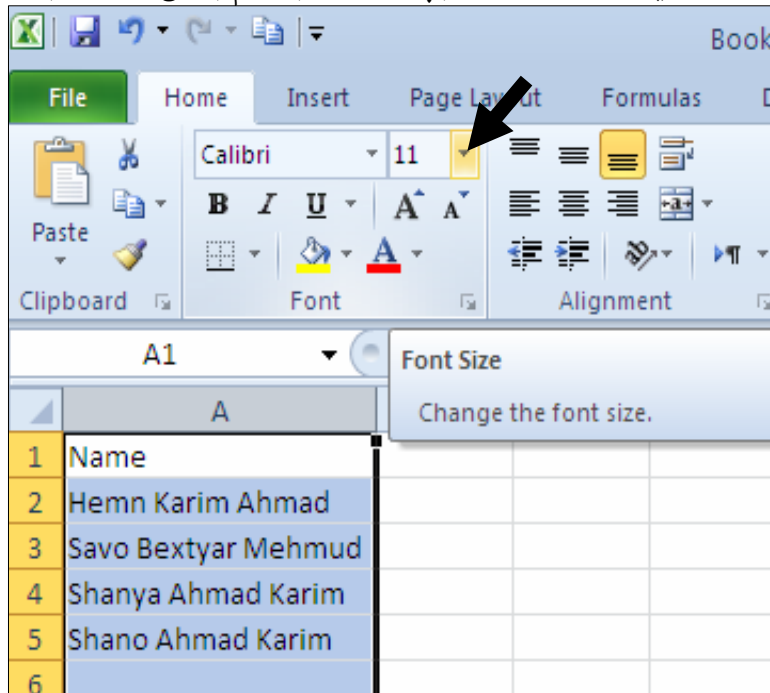 Book
File Home Insert Page Layout Formulas
Calibri 11
B I U A A
Paste
A
Clipboard Font Alignment
A1
Font Size
Change the font size.
A
1 Name
2 Hemn Karim Ahmad
3 Savo Bextyar Mehmud
4 Shanya Ahmad Karim
5 Shano Ahmad Karim
6